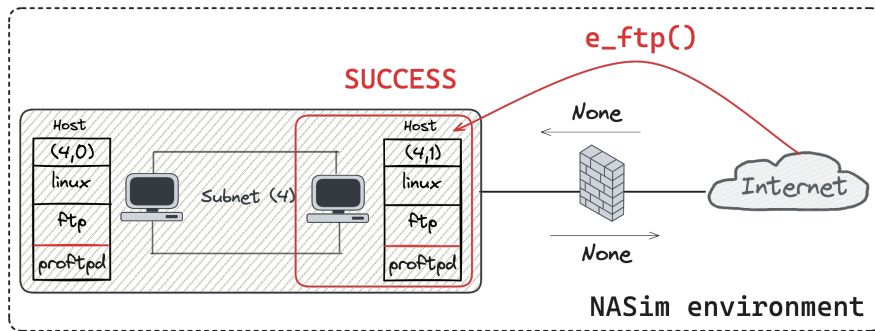 e_ftp()
SUCCESS
None
Host
(4,0)
linux
ftp
proftpd
Subnet (4)
Host
(4,1)
linux
ftp
proftpd
Internet
None
NASim environment